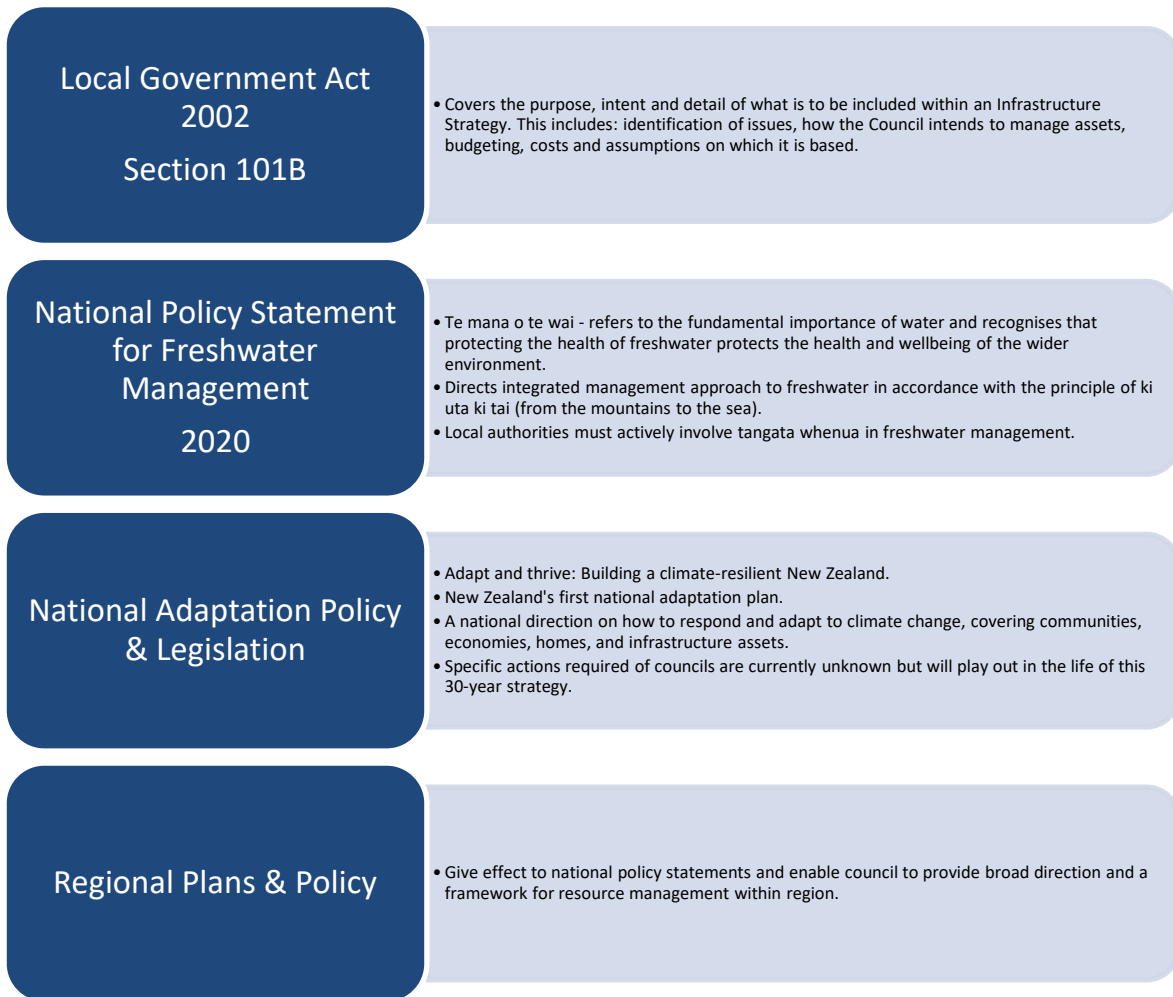 Local Government Act
2002
Section 101B
• Covers the purpose, intent and detail of what is to be included within an Infrastructure
Strategy. This includes: identification of issues, how the Council intends to manage assets,
budgeting, costs and assumptions on which it is based.
National Policy Statement
for Freshwater
Management
2020
• Te mana o te wai - refers to the fundamental importance of water and recognises that
protecting the health of freshwater protects the health and wellbeing of the wider
environment.
• Directs integrated management approach to freshwater in accordance with the principle of ki
uta ki tai (from the mountains to the sea).
• Local authorities must actively involve tangata whenua in freshwater management.
National Adaptation Policy
& Legislation
• Adapt and thrive: Building a climate-resilient New Zealand.
• New Zealand's first national adaptation plan.
• A national direction on how to respond and adapt to climate change, covering communities,
economies, homes, and infrastructure assets.
• Specific actions required of councils are currently unknown but will play out in the life of this
30-year strategy.
Regional Plans & Policy
• Give effect to national policy statements and enable council to provide broad direction and a
framework for resource management within region.